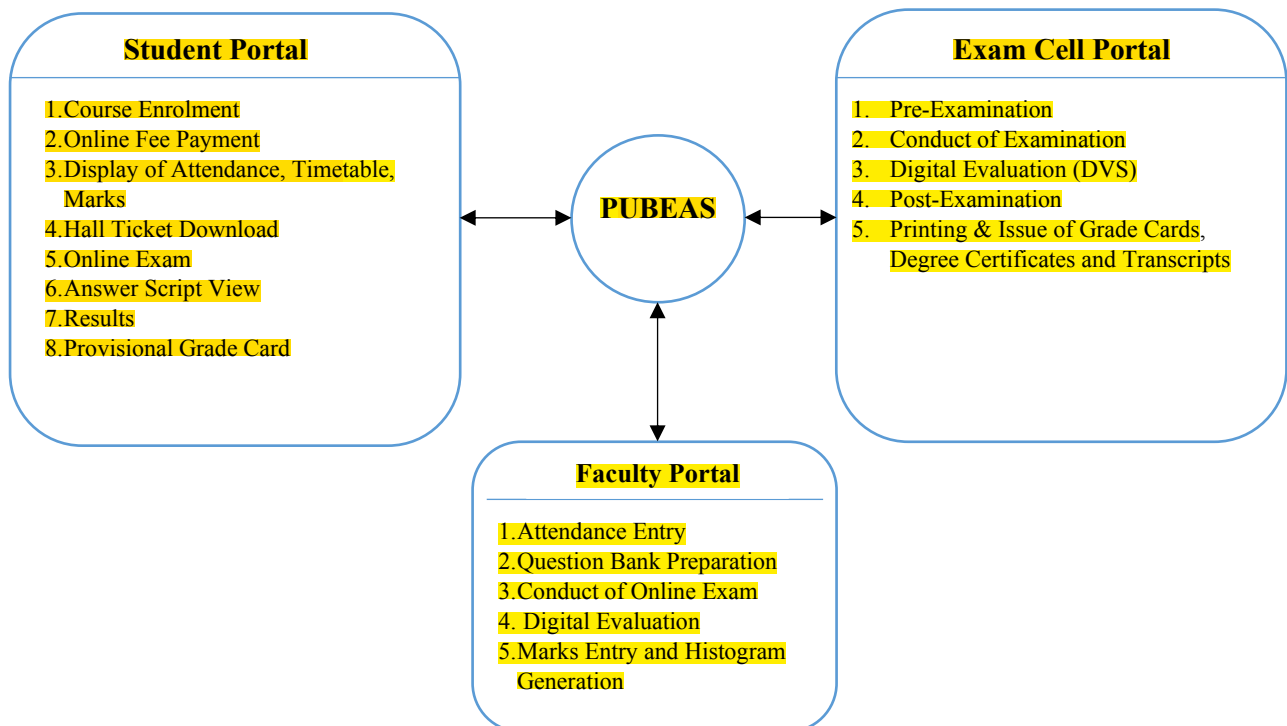 Student Portal
1.Course Enrolment
2.Online Fee Payment
3.Display of Attendance, Timetable,
Marks
4.Hall Ticket Download
5.Online Exam
6.Answer Script View
7.Results
8.Provisional Grade Card
PUBEAS
Exam Cell Portal
1. Pre-Examination
2. Conduct of Examination
3. Digital Evaluation (DVS)
4. Post-Examination
5. Printing & Issue of Grade Cards,
Degree Certificates and Transcripts
Faculty Portal
1.Attendance Entry
2.Question Bank Preparation
3.Conduct of Online Exam
4. Digital Evaluation
5.Marks Entry and Histogram
Generation